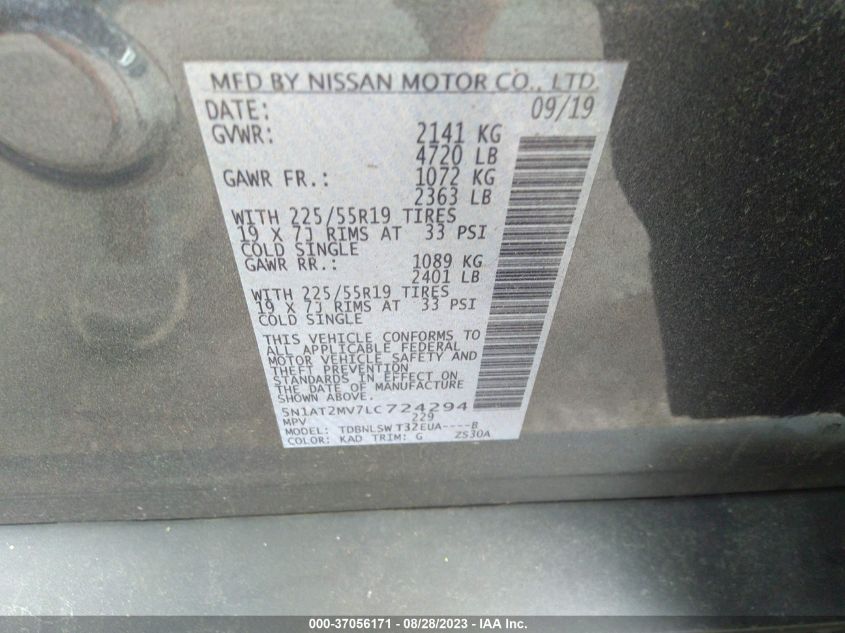 MFD BY NISSAN MOTOR CO., LTD.
DATE: 09/19
GVWR: 2141 KG
4720 LB
GAWR FR.: 1072 KG
2363 LB
WITH 225/55R19 TIRES
19 X 7J RIMS AT 33 PSI
COLD SINGLE
GAWR RR.: 1089 KG
2401 LB
WITH 225/55R19 TIRES
19 X 7J RIMS AT 33 PSI
COLD SINGLE
THIS VEHICLE CONFORMS TO
ALL APPLICABLE FEDERAL
MOTOR VEHICLE SAFETY AND
THEFT PREVENTION
STANDARDS IN EFFECT ON
THE DATE OF MANUFACTURE
SHOWN ABOVE.
5N1AT2MV7LC724294
MPV 229
MODEL: TDBNLSW T32EUA----B
COLOR: KAD TRIM: G ZS30A
000-37056171 - 08/28/2023 - IAA Inc.